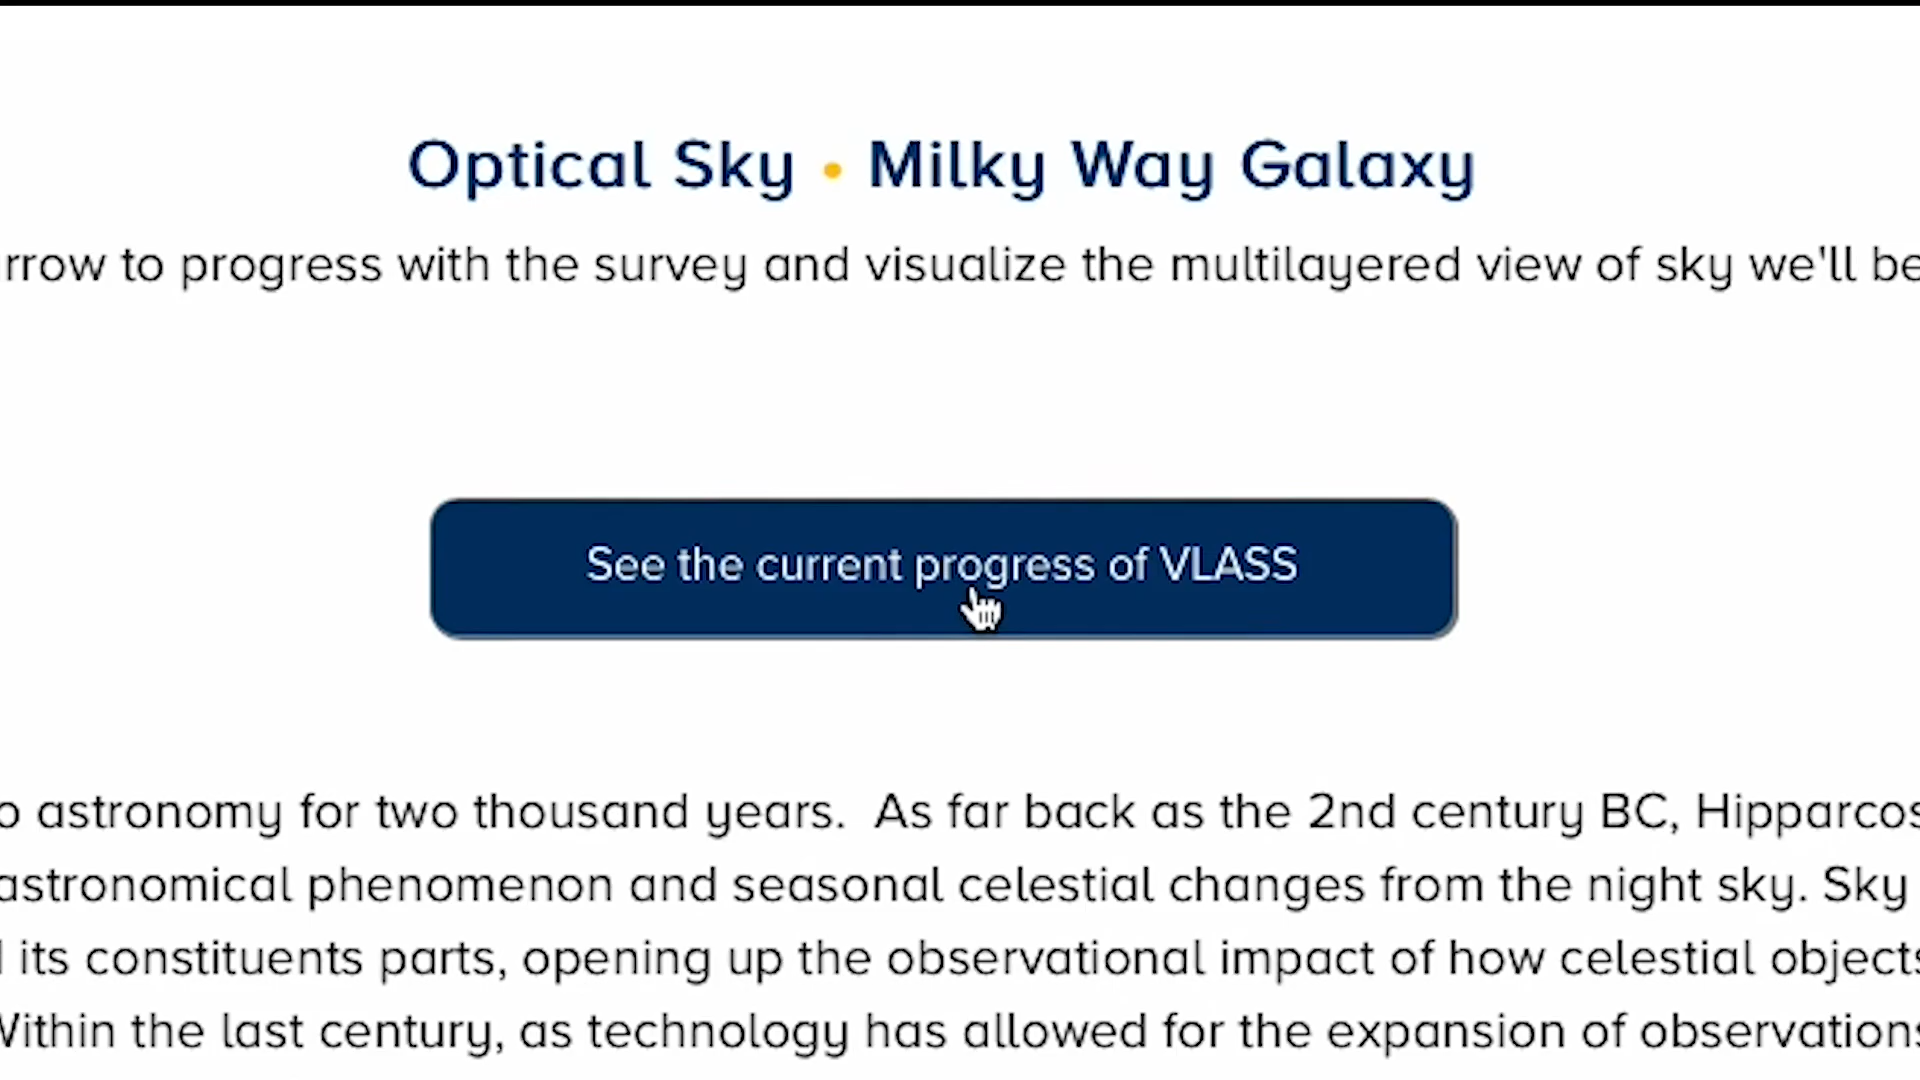 Optical Sky • Milky Way Galaxy
rrow to progress with the survey and visualize the multilayered view of sky we'll be
See the current progress of VLASS
o astronomy for two thousand years.  As far back as the 2nd century BC, Hipparcos
astronomical phenomenon and seasonal celestial changes from the night sky. Sky
its constituents parts, opening up the observational impact of how celestial objects
Within the last century, as technology has allowed for the expansion of observations